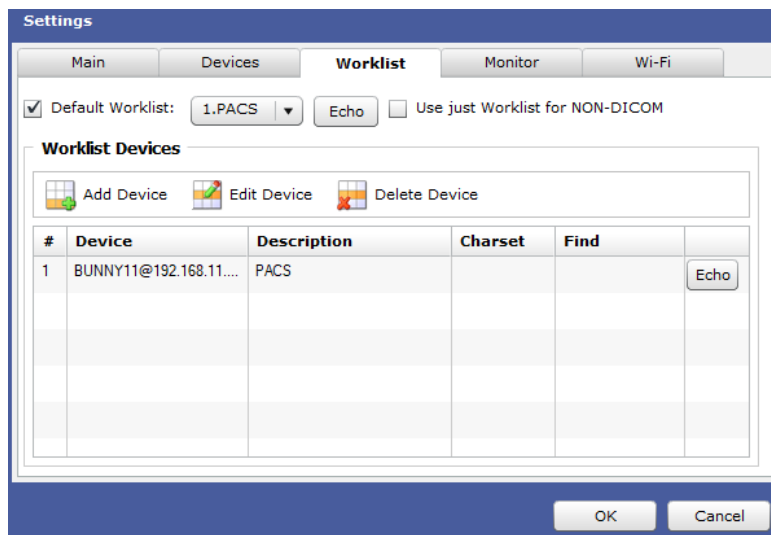 Settings
Main Devices Worklist Monitor Wi-Fi
Default Worklist: 1.PACS Echo Use just Worklist for NON-DICOM
Worklist Devices
Add Device Edit Device Delete Device
# Device Description Charset Find
1 BUNNY11@192.168.11.... PACS Echo
OK Cancel